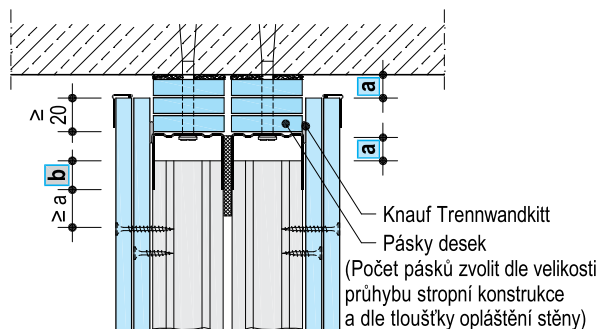 a
≥ 20
a
b
≥ a
Knauf Trennwandkitt
Pásky desek
(Počet pásků zvolit dle velikosti
průhybu stropní konstrukce
a dle tloušťky opláštění stěny)